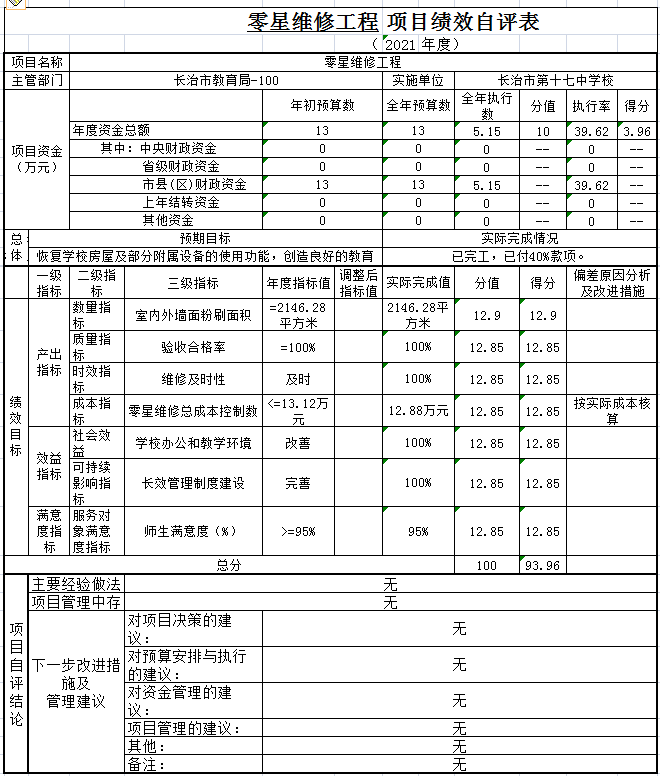 零星维修工程 项目绩效自评表
（ 2021 年度）
项目名称 零星维修工程
主管部门 长治市教育局-100 实施单位 长治市第十七中学校
项目资金（万元） 年初预算数 全年预算数 全年执行数 分值 执行率 得分
年度资金总额 13 13 5.15 10 39.62 3.96
其中：中央财政资金 0 0 0 -- 0 --
省级财政资金 0 0 0 -- 0 --
市县(区)财政资金 13 13 5.15 -- 39.62 --
上年结转资金 0 0 0 -- 0 --
其他资金 0 0 0 -- 0 --
总体 预期目标 实际完成情况
恢复学校房屋及部分附属设备的使用功能，创造良好的教育 已完工，已付40%款项。
绩效目标 一级指标 二级指标 三级指标 年度指标值 调整后指标值 实际完成值 分值 得分 偏差原因分析及改进措施
产出指标 数量指标 室内外墙面粉刷面积 =2146.28平方米 2146.28平方米 12.9 12.9
质量指标 验收合格率 =100% 100% 12.85 12.85
时效指标 维修及时性 及时 100% 12.85 12.85
成本指标 零星维修总成本控制数 <=13.12万元 12.88万元 12.85 12.85 按实际成本核算
效益指标 社会效益 学校办公和教学环境 改善 100% 12.85 12.85
可持续影响指标 长效管理制度建设 完善 100% 12.85 12.85
满意度指标 服务对象满意度指标 师生满意度（%） >=95% 95% 12.85 12.85
总分 100 93.96
项目自评结论 主要经验做法 无
项目管理中存 无
下一步改进措施及管理建议 对项目决策的建议： 无
对预算安排与执行的建议： 无
对资金管理的建议： 无
项目管理的建议： 无
其他： 无
备注： 无